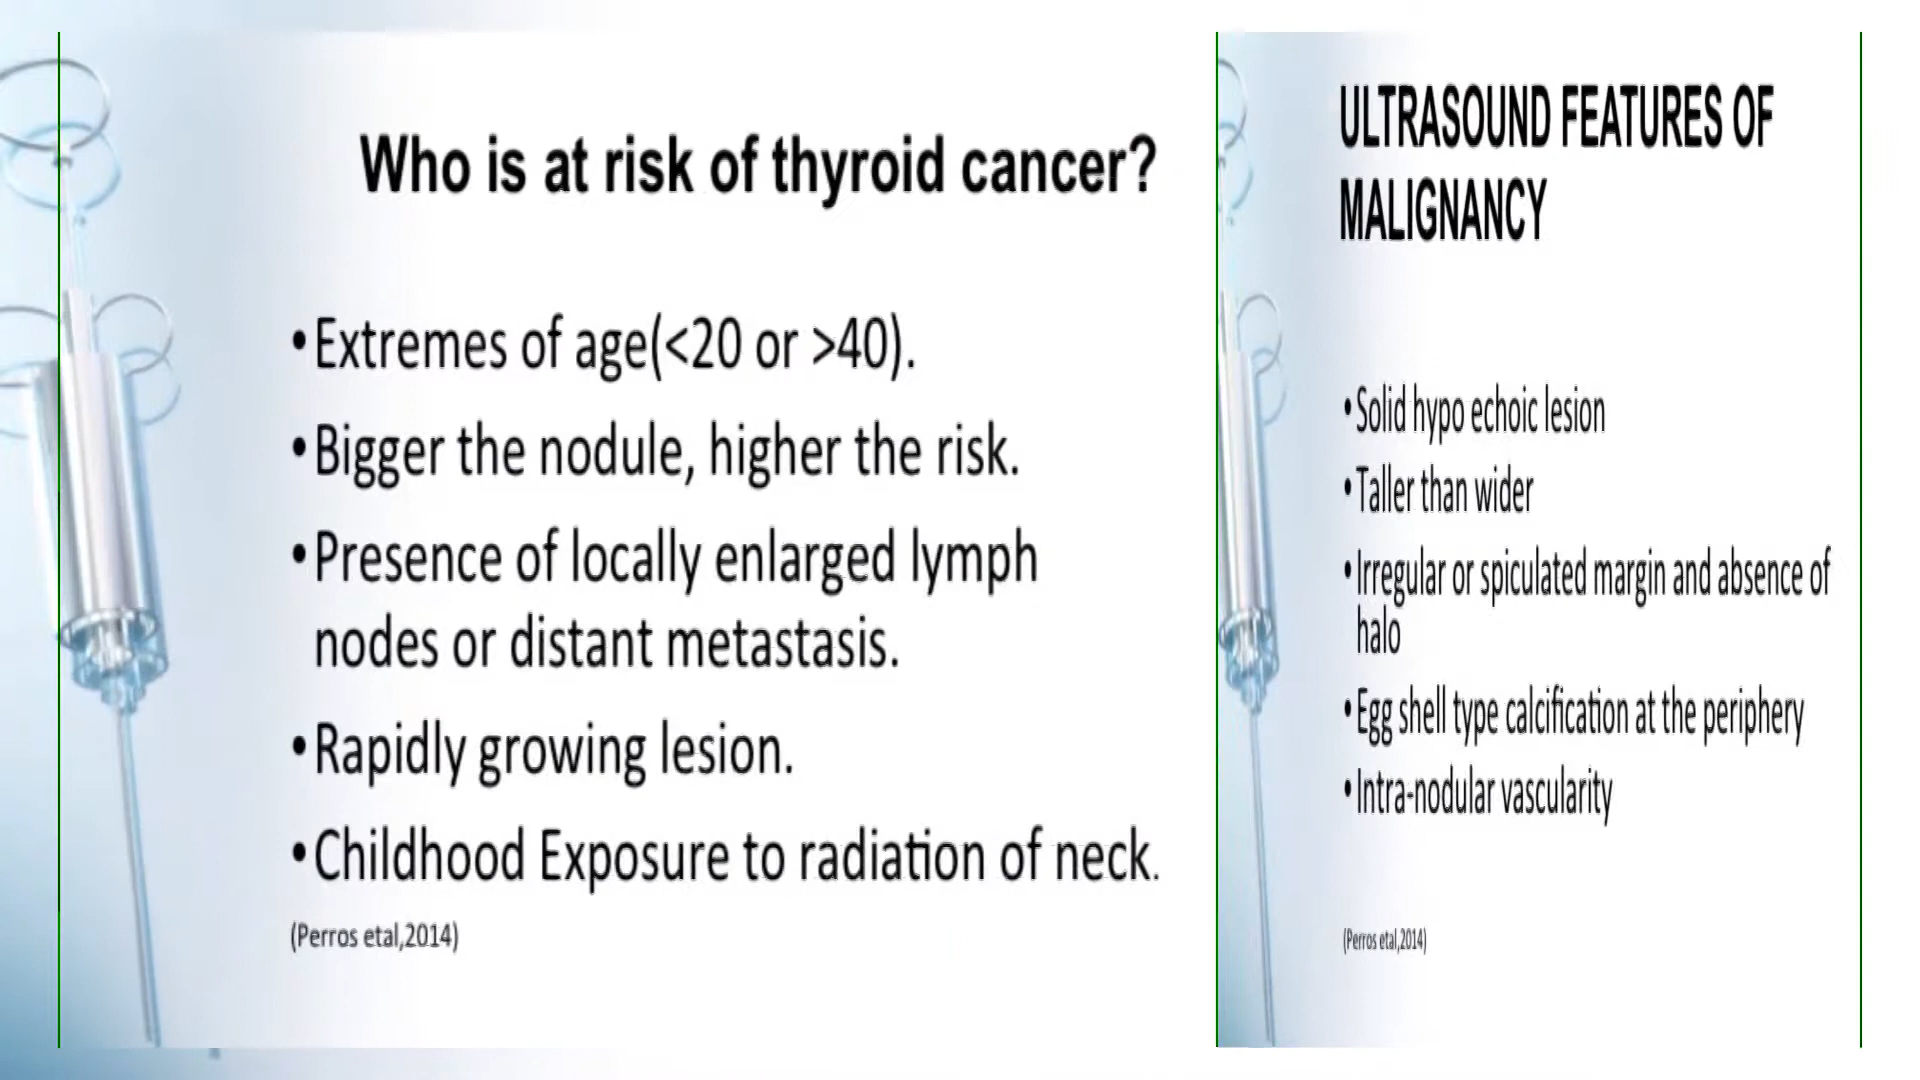 Who is at risk of thyroid cancer?
•Extremes of age(<20 or >40).
•Bigger the nodule, higher the risk.
•Presence of locally enlarged lymph
nodes or distant metastasis.
•Rapidly growing lesion.
•Childhood Exposure to radiation of neck.
(Perros etal,2014)
ULTRASOUND FEATURES OF
MALIGNANCY
•Solid hypo echoic lesion
•Taller than wider
•Irregular or spiculated margin and absence of
halo
•Egg shell type calcification at the periphery
•Intra-nodular vascularity
(Perros etal,2014)